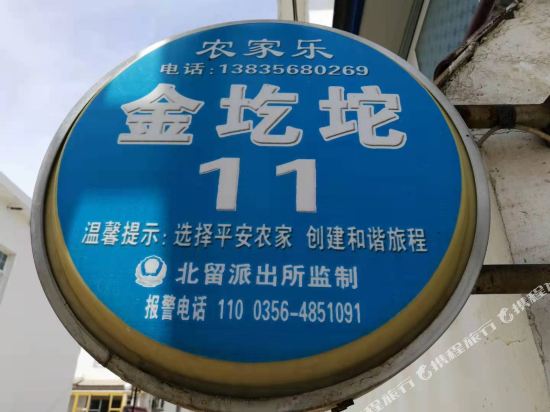 农家乐
电话:13835680269
金圪坨
11
温馨提示:选择平安农家 创建和谐旅程
北留派出所监制
报警电话 110 0356-4851091
携程旅行
携程